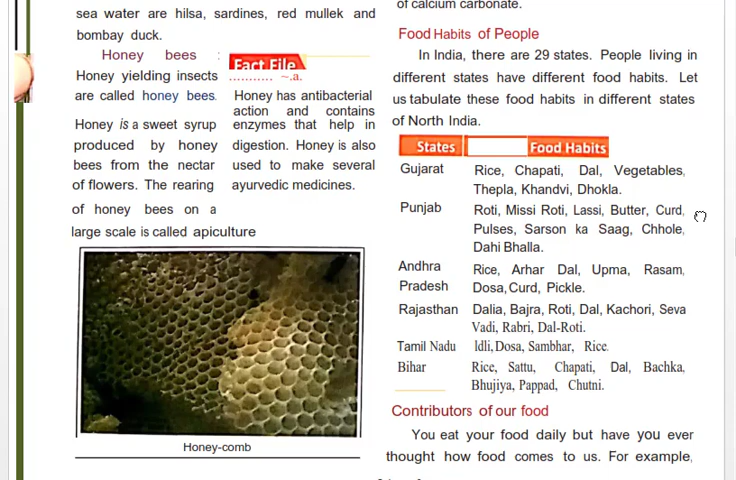 sea water are hilsa, sardines, red mullek and
bombay duck.
Honey bees :
Honey yielding insects
are called honey bees.
Honey is a sweet syrup
produced by honey
bees from the nectar
of flowers. The rearing
of honey bees on a
large scale is called apiculture
Fact File
........... ~.a.
Honey has antibacterial
action and contains
enzymes that help in
digestion. Honey is also
used to make several
ayurvedic medicines.
Honey-comb
of calcium carbonate.
Food Habits of People
In India, there are 29 states. People living in
different states have different food habits. Let
us tabulate these food habits in different states
of North India.
States Food Habits
Gujarat Rice, Chapati, Dal, Vegetables,
Thepla, Khandvi, Dhokla.
Punjab Roti, Missi Roti, Lassi, Butter, Curd,
Pulses, Sarson ka Saag, Chhole,
Dahi Bhalla.
Andhra Rice, Arhar Dal, Upma, Rasam,
Pradesh Dosa, Curd, Pickle.
Rajasthan Dalia, Bajra, Roti, Dal, Kachori, Seva
Vadi, Rabri, Dal-Roti.
Tamil Nadu Idli, Dosa, Sambhar, Rice.
Bihar Rice, Sattu, Chapati, Dal, Bachka,
Bhujiya, Pappad, Chutni.
Contributors of our food
You eat your food daily but have you ever
thought how food comes to us. For example,